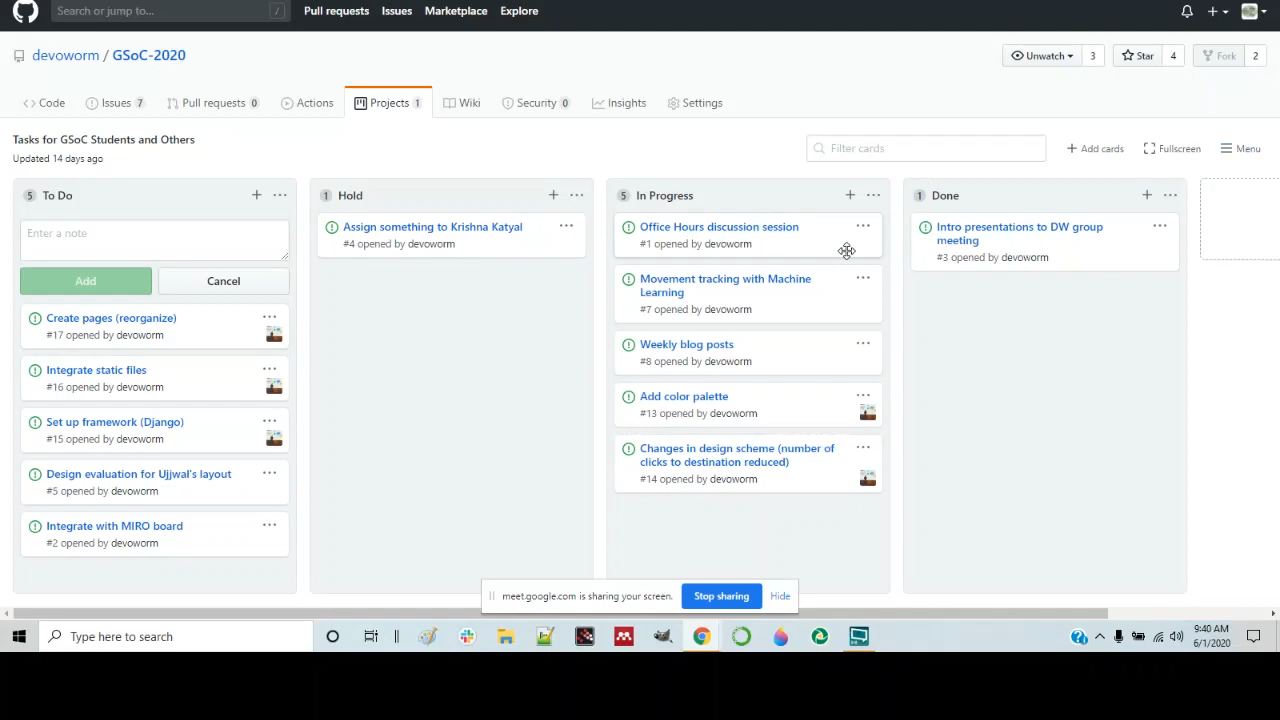 Search or jump to...
/
Pull requests
Issues
Marketplace
Explore
devoworm / GSoC-2020
Unwatch
3
Star
4
Fork
2
Code
Issues 7
Pull requests 0
Actions
Projects 1
Wiki
Security 0
Insights
Settings
Tasks for GSoC Students and Others
Updated 14 days ago
Filter cards
+ Add cards
Fullscreen
Menu
5 To Do
Enter a note
Add
Cancel
Create pages (reorganize)
#17 opened by devoworm
Integrate static files
#16 opened by devoworm
Set up framework (Django)
#15 opened by devoworm
Design evaluation for Ujjwal's layout
#5 opened by devoworm
Integrate with MIRO board
#2 opened by devoworm
1 Hold
Assign something to Krishna Katyal
#4 opened by devoworm
5 In Progress
Office Hours discussion session
#1 opened by devoworm
Movement tracking with Machine
Learning
#7 opened by devoworm
Weekly blog posts
#8 opened by devoworm
Add color palette
#13 opened by devoworm
Changes in design scheme (number of
clicks to destination reduced)
#14 opened by devoworm
1 Done
Intro presentations to DW group
meeting
#3 opened by devoworm
meet.google.com is sharing your screen.
Stop sharing
Hide
Type here to search
9:40 AM
6/1/2020